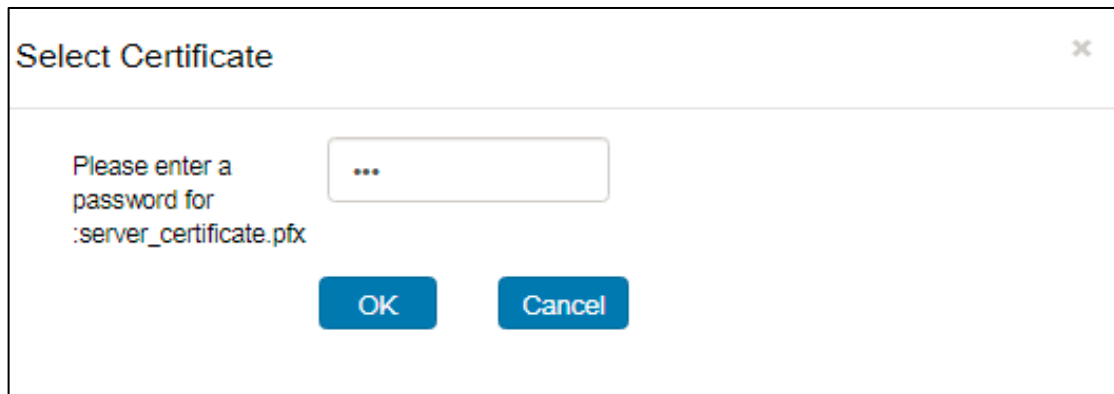 Select Certificate
×
Please enter a
password for
:server_certificate.pfx
•••
OK
Cancel